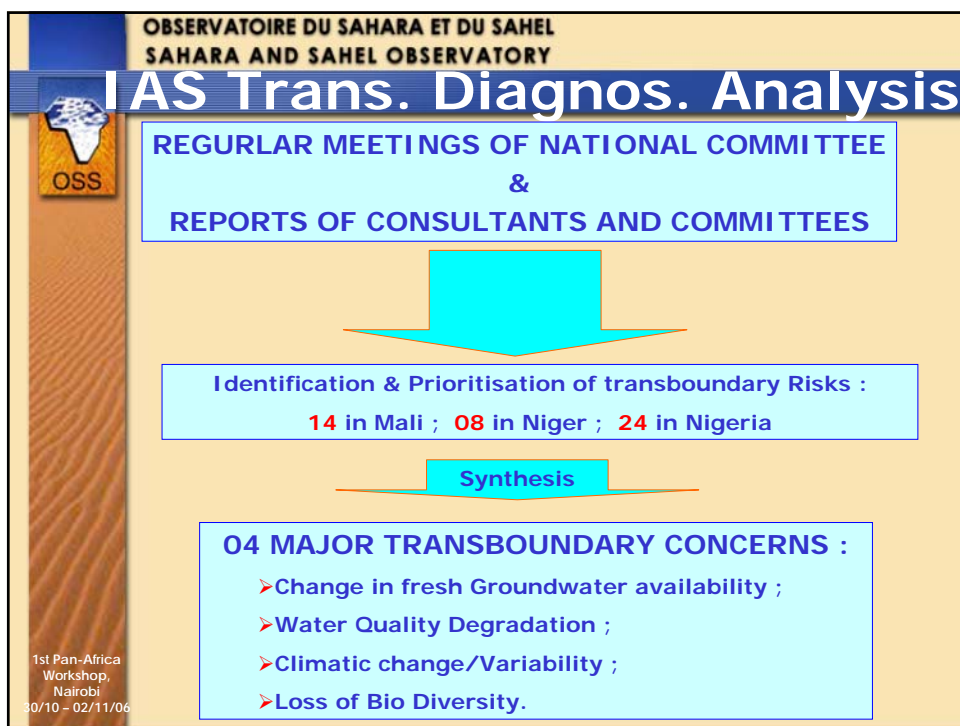 OBSERVATOIRE DU SAHARA ET DU SAHEL
SAHARA AND SAHEL OBSERVATORY
IAS Trans. Diagnos. Analysis
OSS
REGURLAR MEETINGS OF NATIONAL COMMITTEE
&
REPORTS OF CONSULTANTS AND COMMITTEES
Identification & Prioritisation of transboundary Risks :
14 in Mali ; 08 in Niger ; 24 in Nigeria
Synthesis
04 MAJOR TRANSBOUNDARY CONCERNS :
➢Change in fresh Groundwater availability ;
➢Water Quality Degradation ;
➢Climatic change/Variability ;
➢Loss of Bio Diversity.
1st Pan-Africa
Workshop,
Nairobi
30/10 – 02/11/06